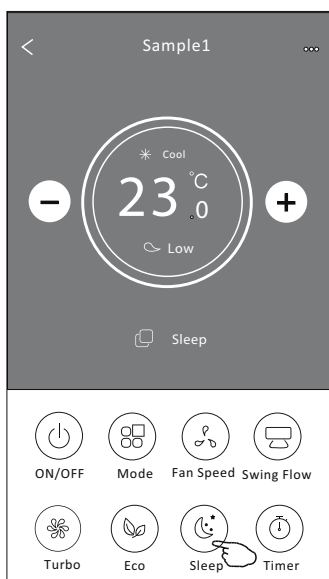 Sample1
Cool
23.0 °C
Low
Sleep
ON/OFF Mode Fan Speed Swing Flow
Turbo Eco Sleep Timer